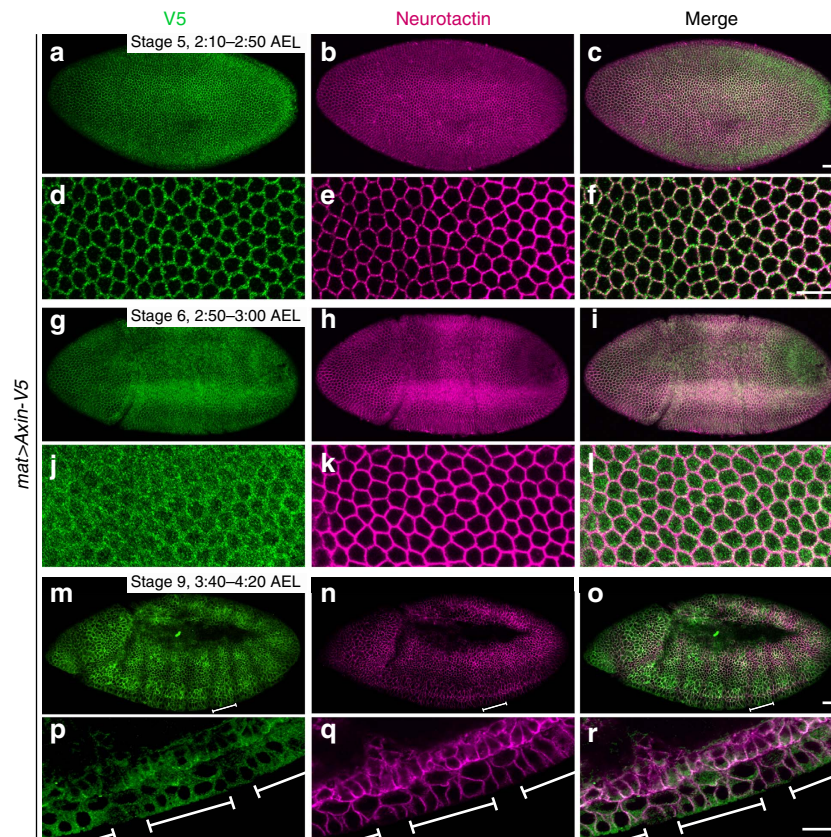 V5 Neurotactin Merge
mat>Axin-V5
a Stage 5, 2:10–2:50 AEL b c
d e f
g Stage 6, 2:50–3:00 AEL h i
j k l
m Stage 9, 3:40–4:20 AEL n o
p q r